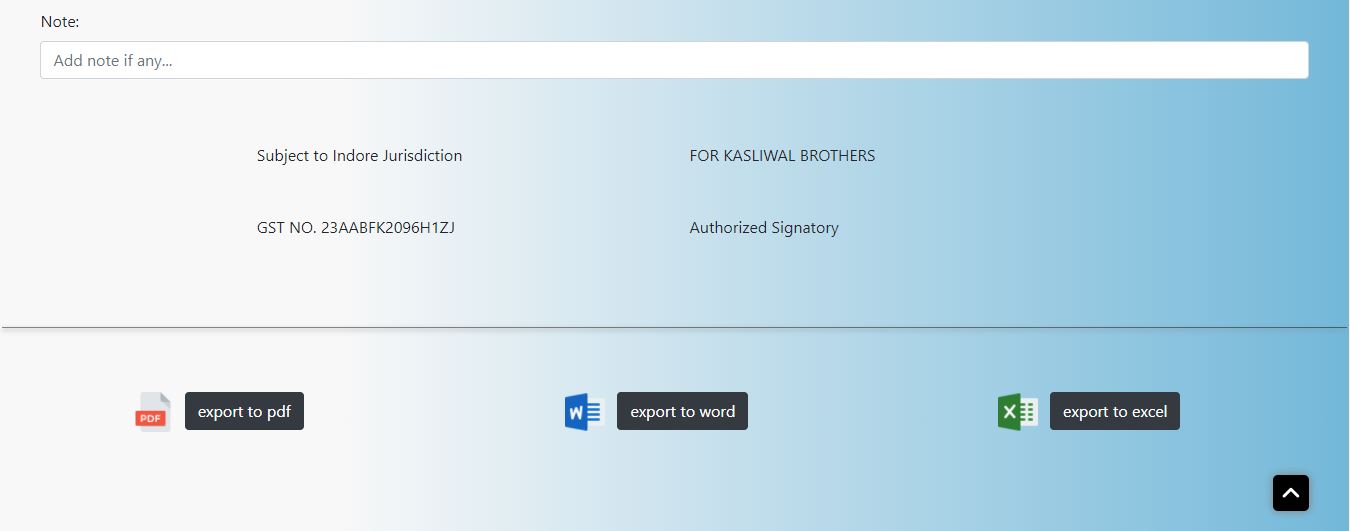 Note:
Add note if any...
Subject to Indore Jurisdiction
FOR KASLIWAL BROTHERS
GST NO. 23AABFK2096H1ZJ
Authorized Signatory
PDF
export to pdf
W
export to word
X
export to excel